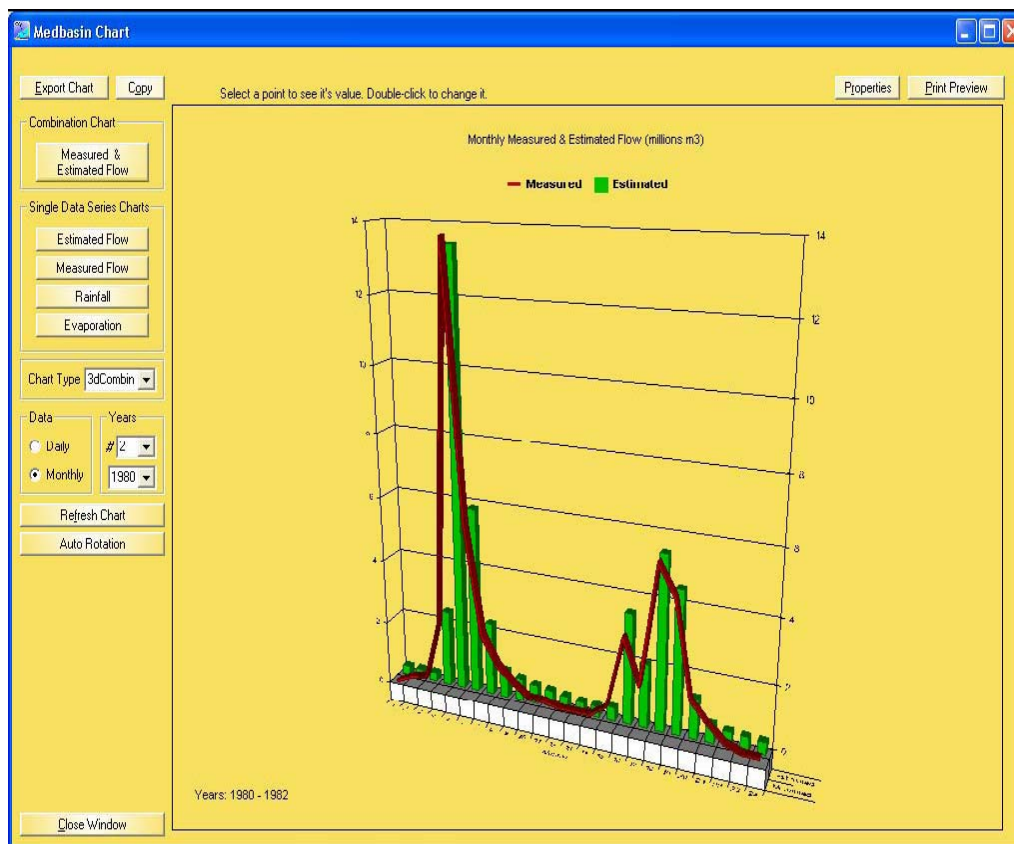 Medbasin Chart
Export Chart
Copy
Select a point to see it's value. Double-click to change it.
Properties
Print Preview
Combination Chart
Measured &
Estimated Flow
Single Data Series Charts
Estimated Flow
Measured Flow
Rainfall
Evaporation
Chart Type 3dCombin
Data
Daily
Monthly
Years
# 2
1980
Refresh Chart
Auto Rotation
Close Window
Monthly Measured & Estimated Flow (millions m3)
Measured Estimated
14
12
10
8
6
4
2
0
14
12
10
8
6
4
2
0
Years: 1980 - 1982